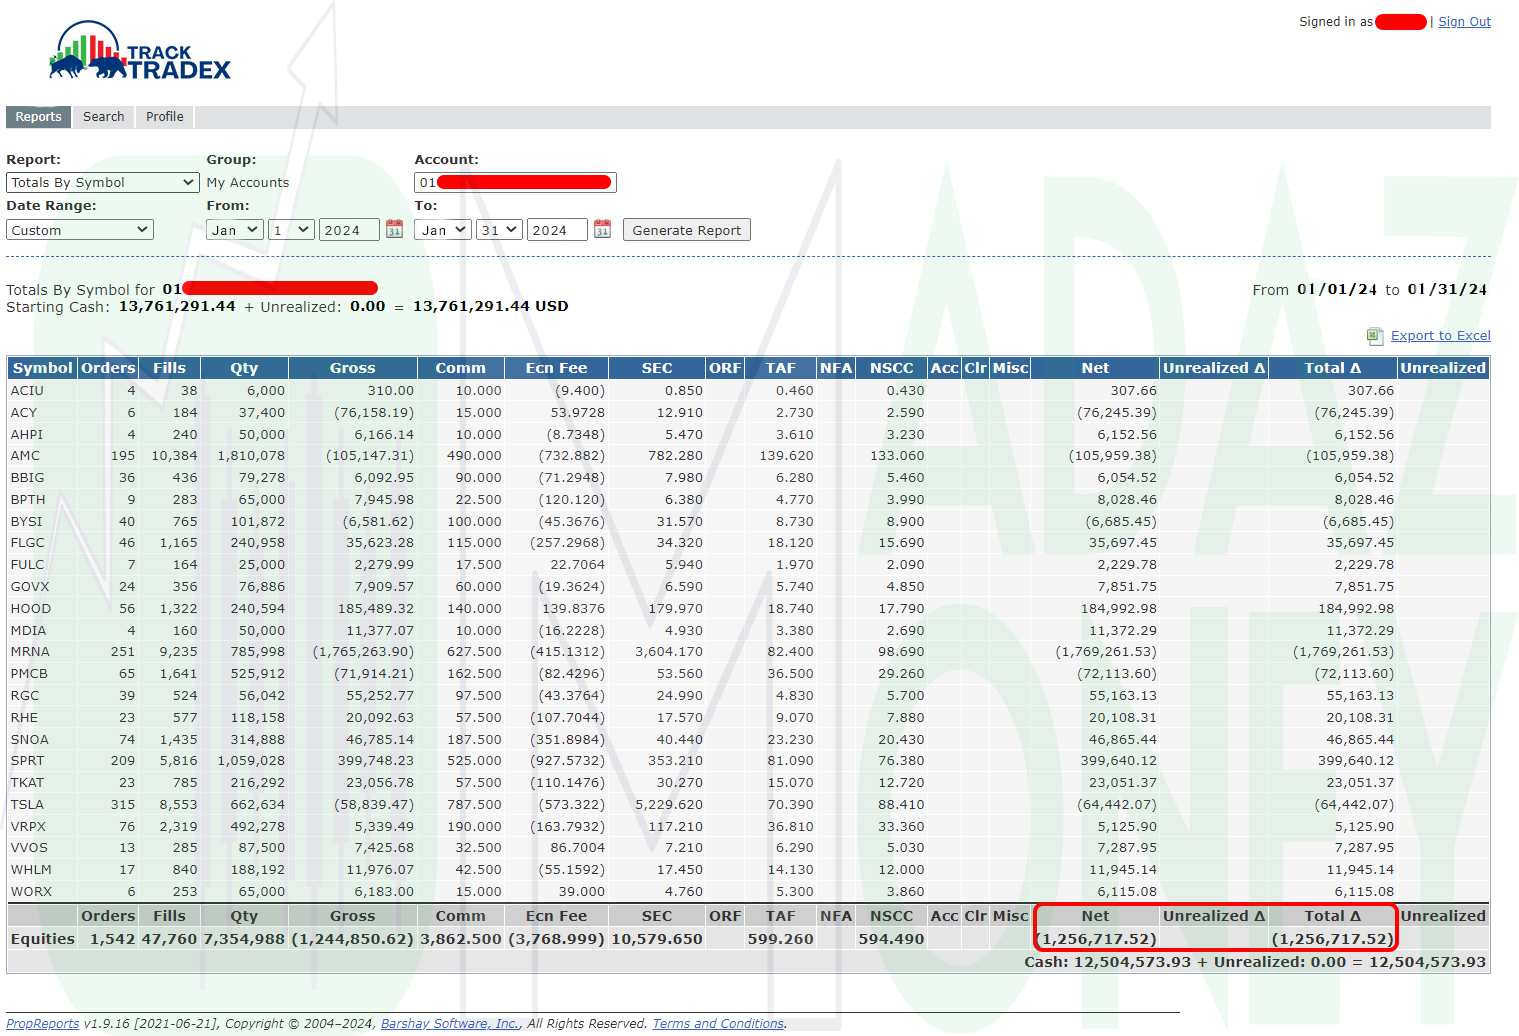 Signed in as | Sign Out
TRACK
TRADEX
Reports Search Profile
Report: Group: Account:
Totals By Symbol My Accounts 01
Date Range: From: To:
Custom Jan 1 2024 31 Jan 31 2024 31 Generate Report
Totals By Symbol for 01 From 01/01/24 to 01/31/24
Starting Cash: 13,761,291.44 + Unrealized: 0.00 = 13,761,291.44 USD
Export to Excel
Symbol Orders Fills Qty Gross Comm Ecn Fee SEC ORF TAF NFA NSCC Acc Clr Misc Net Unrealized Δ Total Δ Unrealized
ACIU 4 38 6,000 310.00 10.000 (9.400) 0.850 0.460 0.430 307.66 307.66
ACY 6 184 37,400 (76,158.19) 15.000 53.9728 12.910 2.730 2.590 (76,245.39) (76,245.39)
AHPI 4 240 50,000 6,166.14 10.000 (8.7348) 5.470 3.610 3.230 6,152.56 6,152.56
AMC 195 10,384 1,810,078 (105,147.31) 490.000 (732.882) 782.280 139.620 133.060 (105,959.38) (105,959.38)
BBIG 36 436 79,278 6,092.95 90.000 (71.2948) 7.980 6.280 5.460 6,054.52 6,054.52
BPTH 9 283 65,000 7,945.98 22.500 (120.120) 6.380 4.770 3.990 8,028.46 8,028.46
BYSI 40 765 101,872 (6,581.62) 100.000 (45.3676) 31.570 8.730 8.900 (6,685.45) (6,685.45)
FLGC 46 1,165 240,958 35,623.28 115.000 (257.2968) 34.320 18.120 15.690 35,697.45 35,697.45
FULC 7 164 25,000 2,279.99 17.500 22.7064 5.940 1.970 2.090 2,229.78 2,229.78
GOVX 24 356 76,886 7,909.57 60.000 (19.3624) 6.590 5.740 4.850 7,851.75 7,851.75
HOOD 56 1,322 240,594 185,489.32 140.000 139.8376 179.970 18.740 17.790 184,992.98 184,992.98
MDIA 4 160 50,000 11,377.07 10.000 (16.2228) 4.930 3.380 2.690 11,372.29 11,372.29
MRNA 251 9,235 785,998 (1,765,263.90) 627.500 (415.1312) 3,604.170 82.400 98.690 (1,769,261.53) (1,769,261.53)
PMCB 65 1,641 525,912 (71,914.21) 162.500 (82.4296) 53.560 36.500 29.260 (72,113.60) (72,113.60)
RGC 39 524 56,042 55,252.77 97.500 (43.3764) 24.990 4.830 5.700 55,163.13 55,163.13
RHE 23 577 118,158 20,092.63 57.500 (107.7044) 17.570 9.070 7.880 20,108.31 20,108.31
SNOA 74 1,435 314,888 46,785.14 187.500 (351.8984) 40.440 23.230 20.430 46,865.44 46,865.44
SPRT 209 5,816 1,059,028 399,748.23 525.000 (927.5732) 353.210 81.090 76.380 399,640.12 399,640.12
TKAT 23 785 216,292 23,056.78 57.500 (110.1476) 30.270 15.070 12.720 23,051.37 23,051.37
TSLA 315 8,553 662,634 (58,839.47) 787.500 (573.322) 5,229.620 70.390 88.410 (64,442.07) (64,442.07)
VRPX 76 2,319 492,278 5,339.49 190.000 (163.7932) 117.210 36.810 33.360 5,125.90 5,125.90
VVOS 13 285 87,500 7,425.68 32.500 86.7004 7.210 6.290 5.030 7,287.95 7,287.95
WHLM 17 840 188,192 11,976.07 42.500 (55.1592) 17.450 14.130 12.000 11,945.14 11,945.14
WORX 6 253 65,000 6,183.00 15.000 39.000 4.760 5.300 3.860 6,115.08 6,115.08
Orders Fills Qty Gross Comm Ecn Fee SEC ORF TAF NFA NSCC Acc Clr Misc Net Unrealized Δ Total Δ Unrealized
Equities 1,542 47,760 7,354,988 (1,244,850.62) 3,862.500 (3,768.999) 10,579.650 599.260 594.490 (1,256,717.52) (1,256,717.52)
Cash: 12,504,573.93 + Unrealized: 0.00 = 12,504,573.93
PropReports v1.9.16 [2021-06-21], Copyright © 2004–2024, Barshay Software, Inc., All Rights Reserved. Terms and Conditions.
MADAZ
MONEY